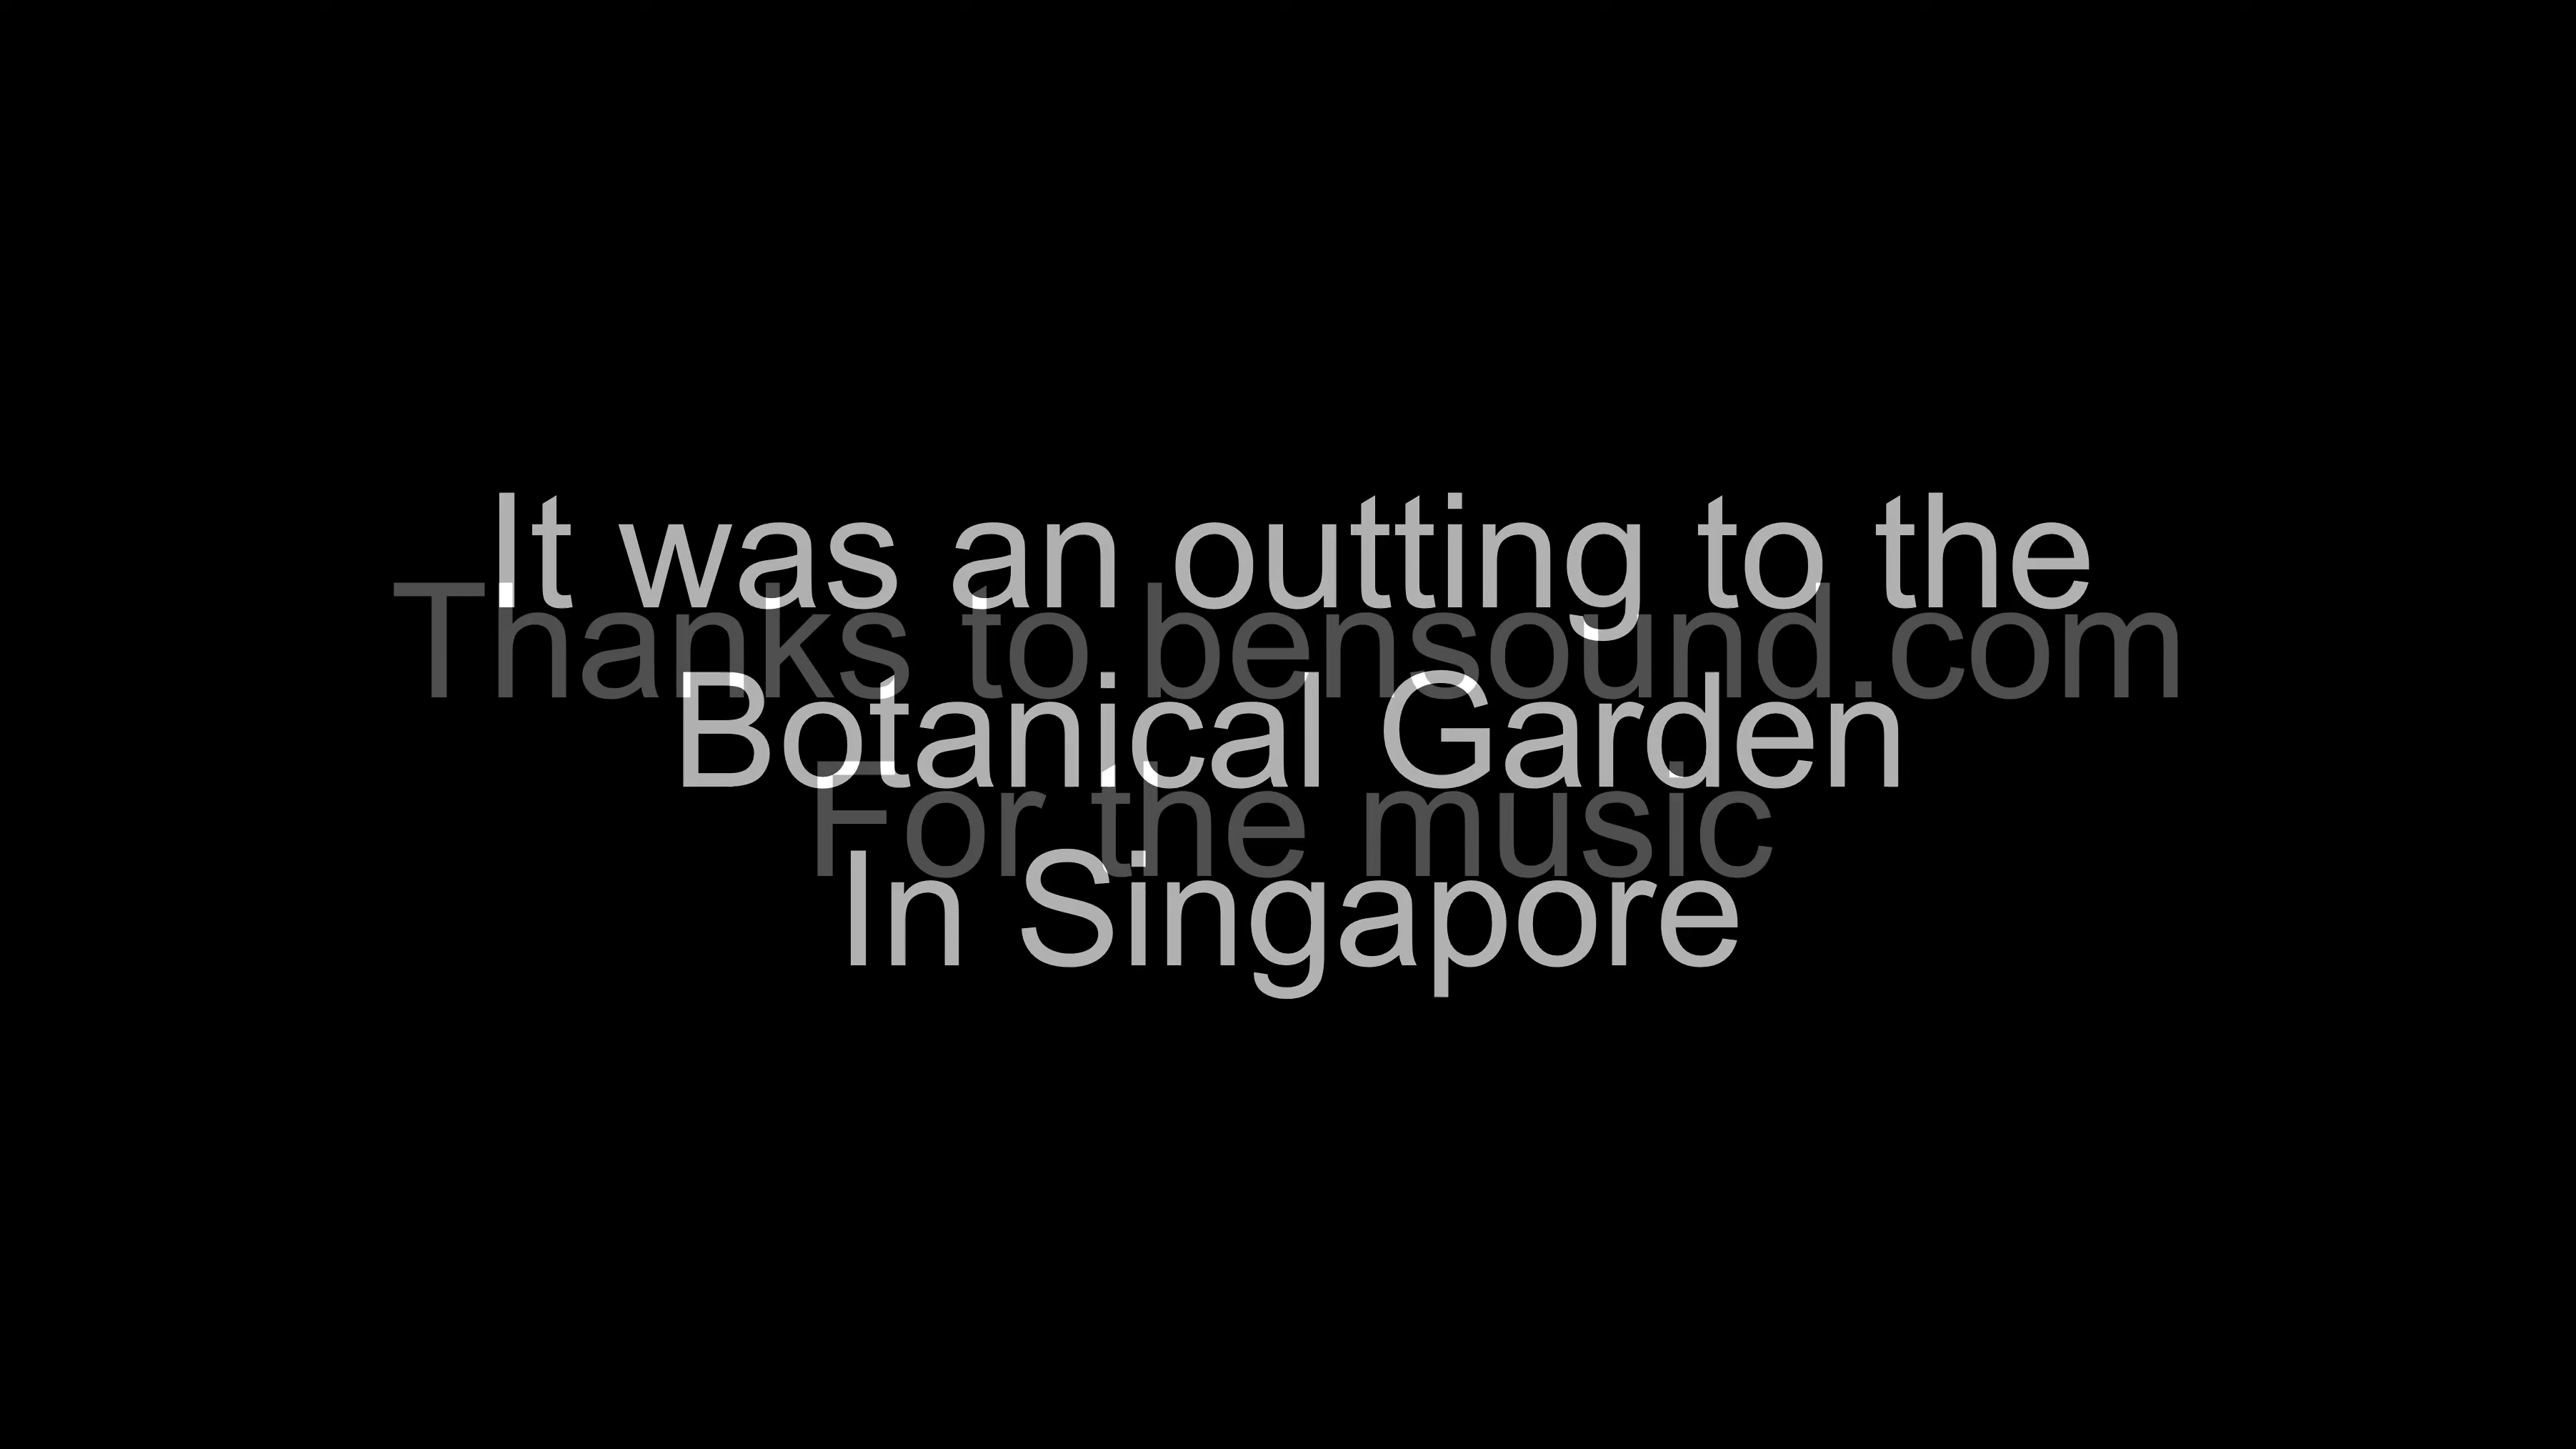 It was an outting to the
Thanks to bensound.com
Botanical Garden
For the music
In Singapore